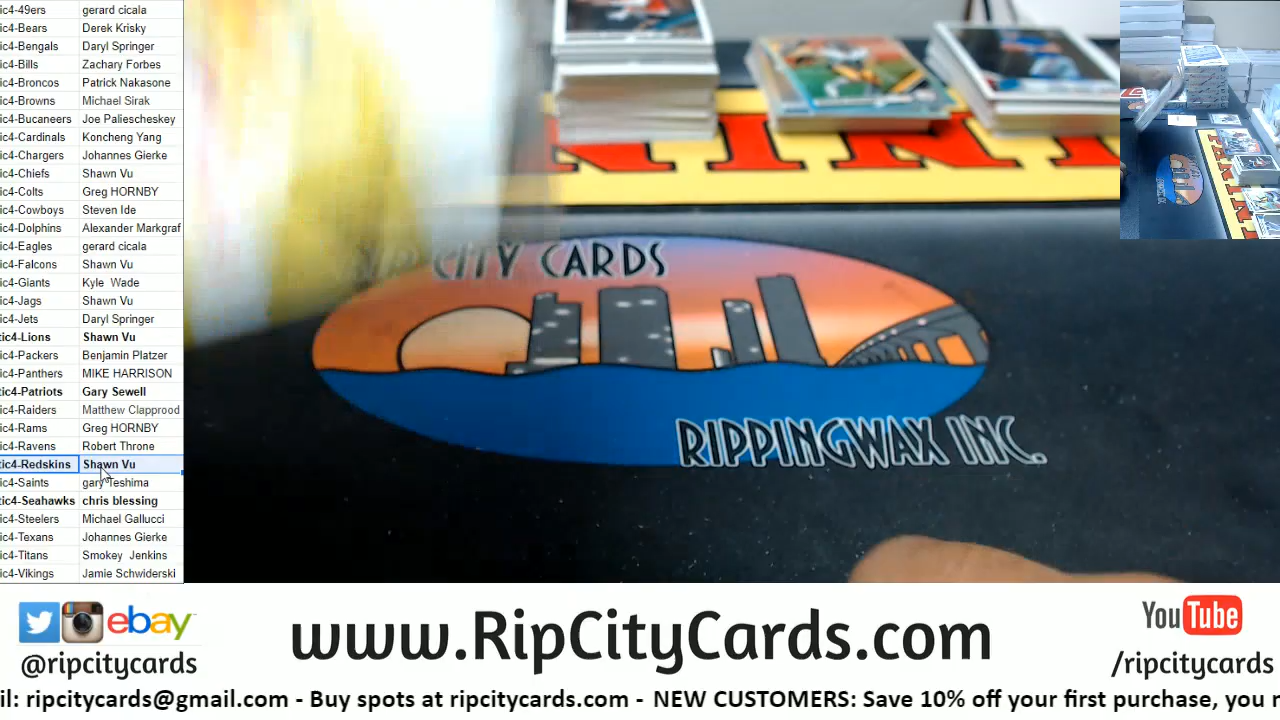 ic4-49ers gerard cicala
ic4-Bears Derek Krisky
ic4-Bengals Daryl Springer
ic4-Bills Zachary Forbes
ic4-Broncos Patrick Nakasone
ic4-Browns Michael Sirak
ic4-Bucaneers Joe Paliescheskey
ic4-Cardinals Koncheng Yang
ic4-Chargers Johannes Gierke
ic4-Chiefs Shawn Vu
ic4-Colts Greg HORNBY
ic4-Cowboys Steven Ide
ic4-Dolphins Alexander Markgraf
ic4-Eagles gerard cicala
ic4-Falcons Shawn Vu
ic4-Giants Kyle Wade
ic4-Jags Shawn Vu
ic4-Jets Daryl Springer
tic4-Lions Shawn Vu
ic4-Packers Benjamin Platzer
ic4-Panthers MIKE HARRISON
tic4-Patriots Gary Sewell
ic4-Raiders Matthew Clapprood
ic4-Rams Greg HORNBY
ic4-Ravens Robert Throne
tic4-Redskins Shawn Vu
ic4-Saints gary Teshima
tic4-Seahawks chris blessing
ic4-Steelers Michael Gallucci
ic4-Texans Johannes Gierke
ic4-Titans Smokey Jenkins
ic4-Vikings Jamie Schwiderski
RIP CITY CARDS
RIPPINGWAX INC.
ebay
@ripcitycards
www.RipCityCards.com
YouTube
/ripcitycards
il: ripcitycards@gmail.com - Buy spots at ripcitycards.com - NEW CUSTOMERS: Save 10% off your first purchase, you